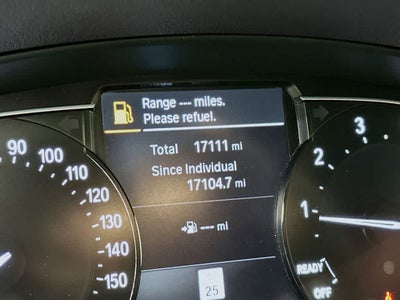 Range --- miles.
Please refuel.
Total 17111 mi
Since Individual
17104.7 mi
--- mi
25
90
100
110
120
130
140
150
3
2
1
READY
OFF